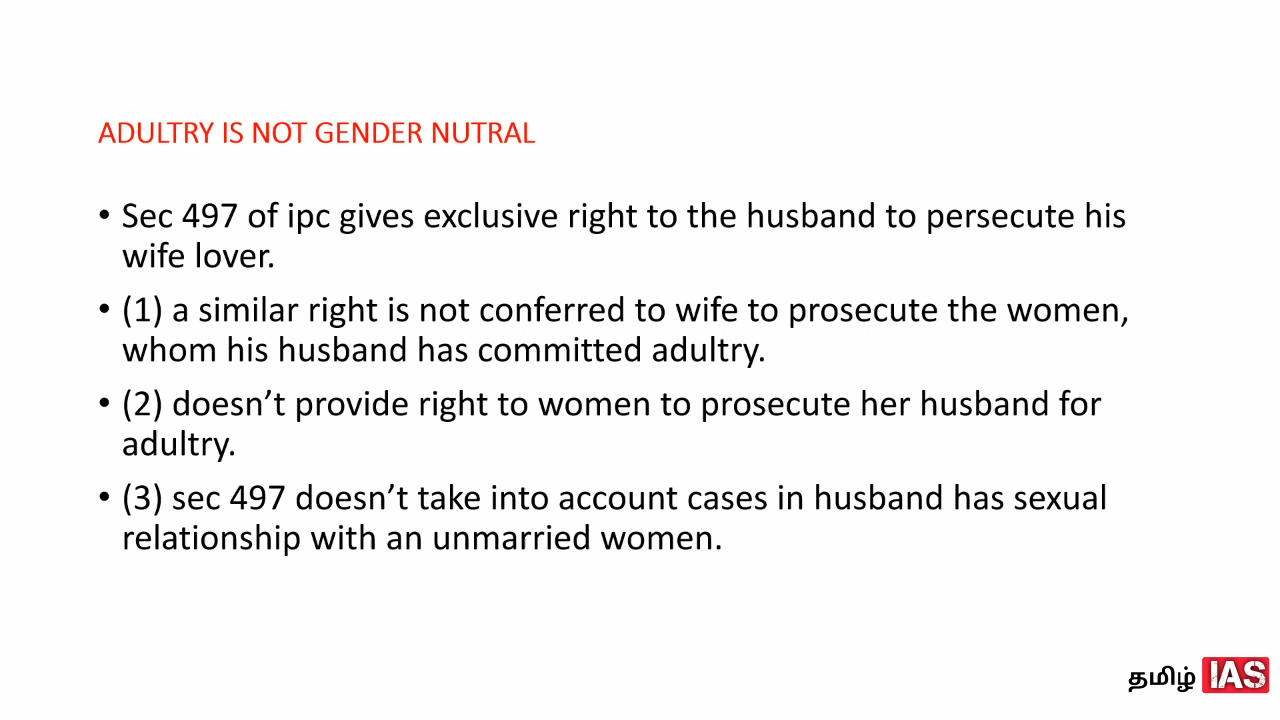 ADULTRY IS NOT GENDER NUTRAL
• Sec 497 of ipc gives exclusive right to the husband to persecute his
wife lover.
• (1) a similar right is not conferred to wife to prosecute the women,
whom his husband has committed adultry.
• (2) doesn’t provide right to women to prosecute her husband for
adultry.
• (3) sec 497 doesn’t take into account cases in husband has sexual
relationship with an unmarried women.
தமிழ் IAS